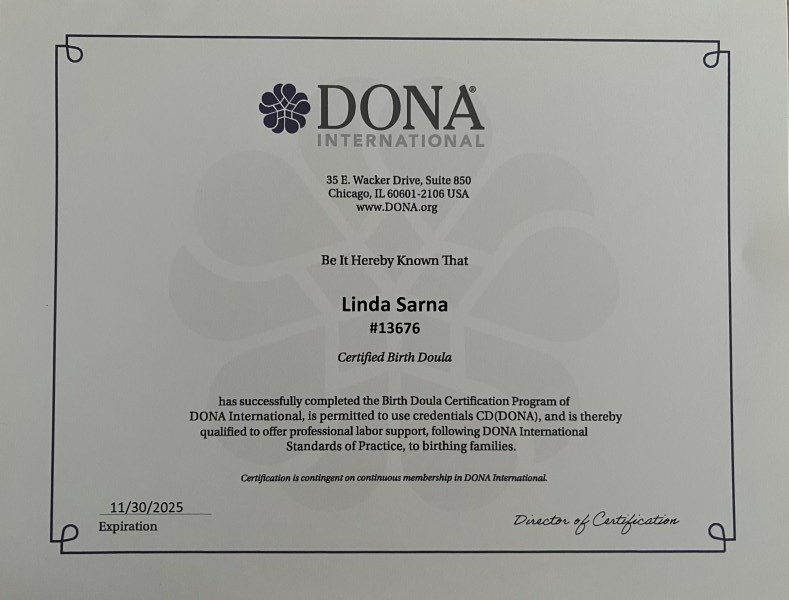 DONA®
INTERNATIONAL
35 E. Wacker Drive, Suite 850
Chicago, IL 60601-2106 USA
www.DONA.org
Be It Hereby Known That
Linda Sarna
#13676
Certified Birth Doula
has successfully completed the Birth Doula Certification Program of
DONA International, is permitted to use credentials CD(DONA), and is thereby
qualified to offer professional labor support, following DONA International
Standards of Practice, to birthing families.
Certification is contingent on continuous membership in DONA International.
11/30/2025
Expiration
Director of Certification